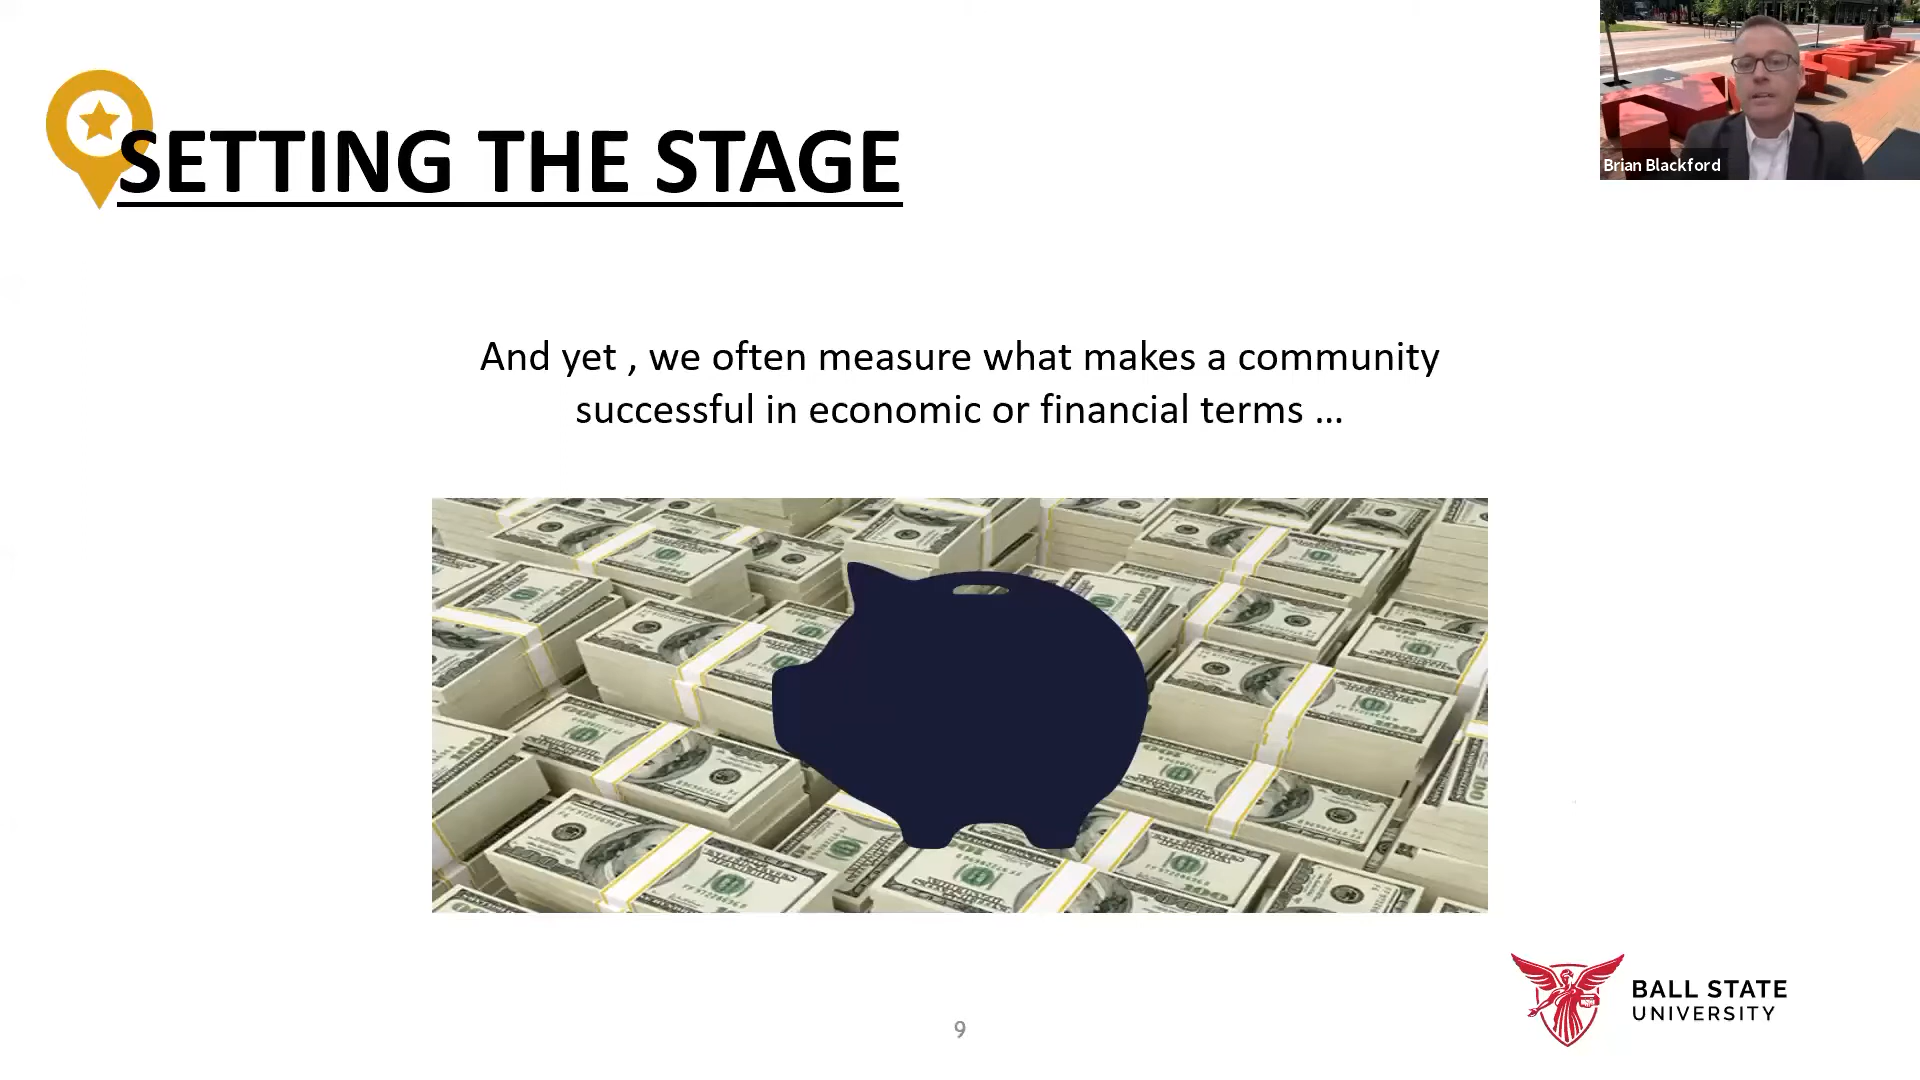 SETTING THE STAGE
Brian Blackford
And yet , we often measure what makes a community
successful in economic or financial terms ...
BALL STATE
UNIVERSITY
9